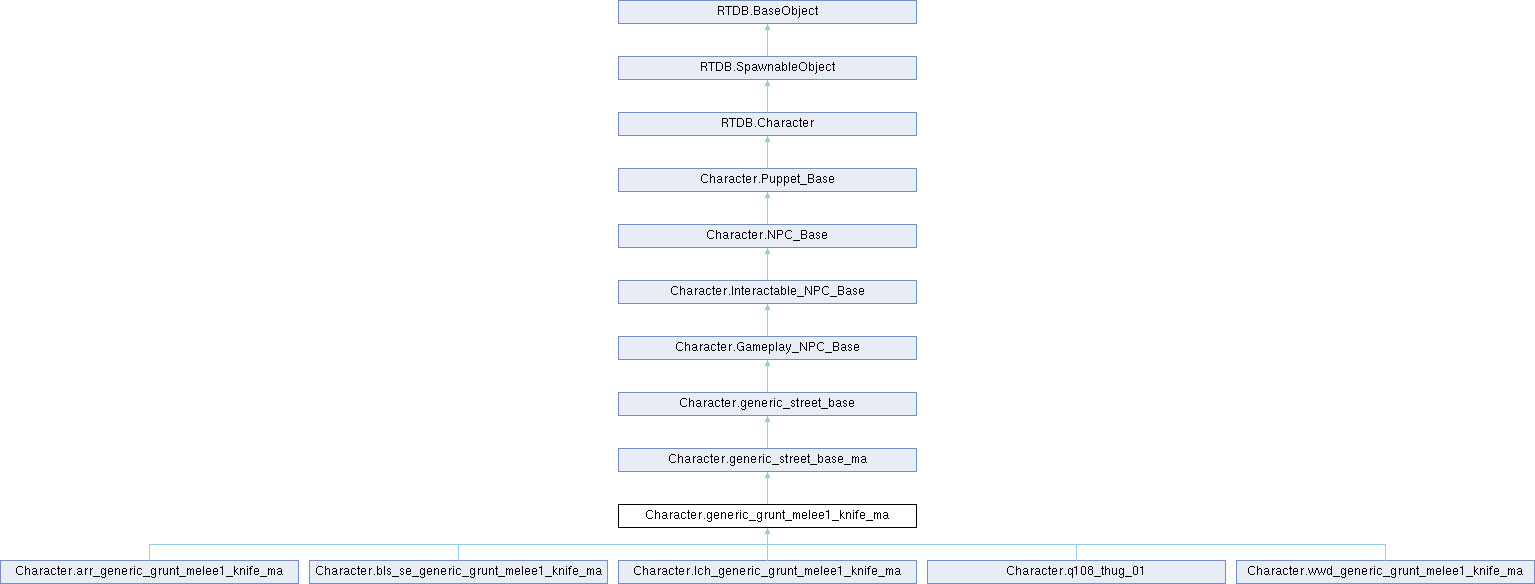 RTDB.BaseObject
RTDB.SpawnableObject
RTDB.Character
Character.Puppet_Base
Character.NPC_Base
Character.Interactable_NPC_Base
Character.Gameplay_NPC_Base
Character.generic_street_base
Character.generic_street_base_ma
Character.generic_grunt_melee1_knife_ma
Character.arr_generic_grunt_melee1_knife_ma
Character.bls_se_generic_grunt_melee1_knife_ma
Character.lch_generic_grunt_melee1_knife_ma
Character.q108_thug_01
Character.wwd_generic_grunt_melee1_knife_ma